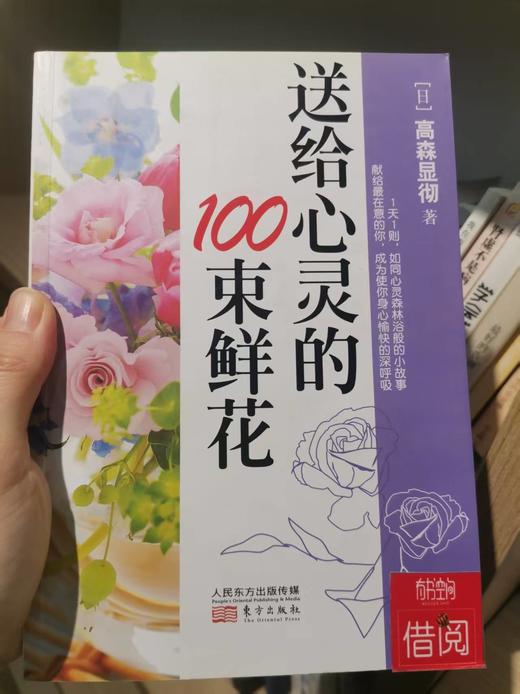 送给心灵的
100
束鲜花
[日] 高森显彻 著
1天1则，如同心灵森林浴般的小故事
献给最在意的你，成为使你身心愉快的深呼吸
人民东方出版传媒
People's Oriental Publishing & Media
東方出版社
The Oriental Press
借阅